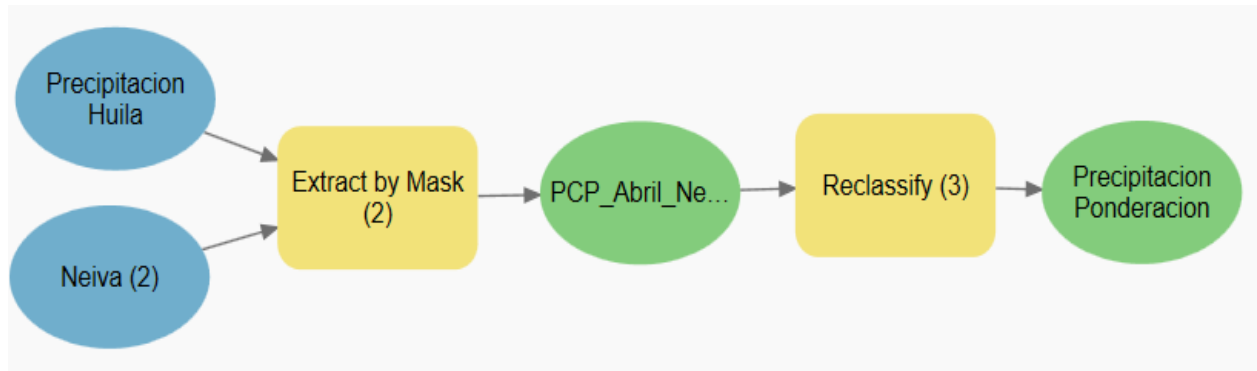 Precipitacion
Huila
Neiva (2)
Extract by Mask
(2)
PCP_Abril_Ne...
Reclassify (3)
Precipitacion
Ponderacion